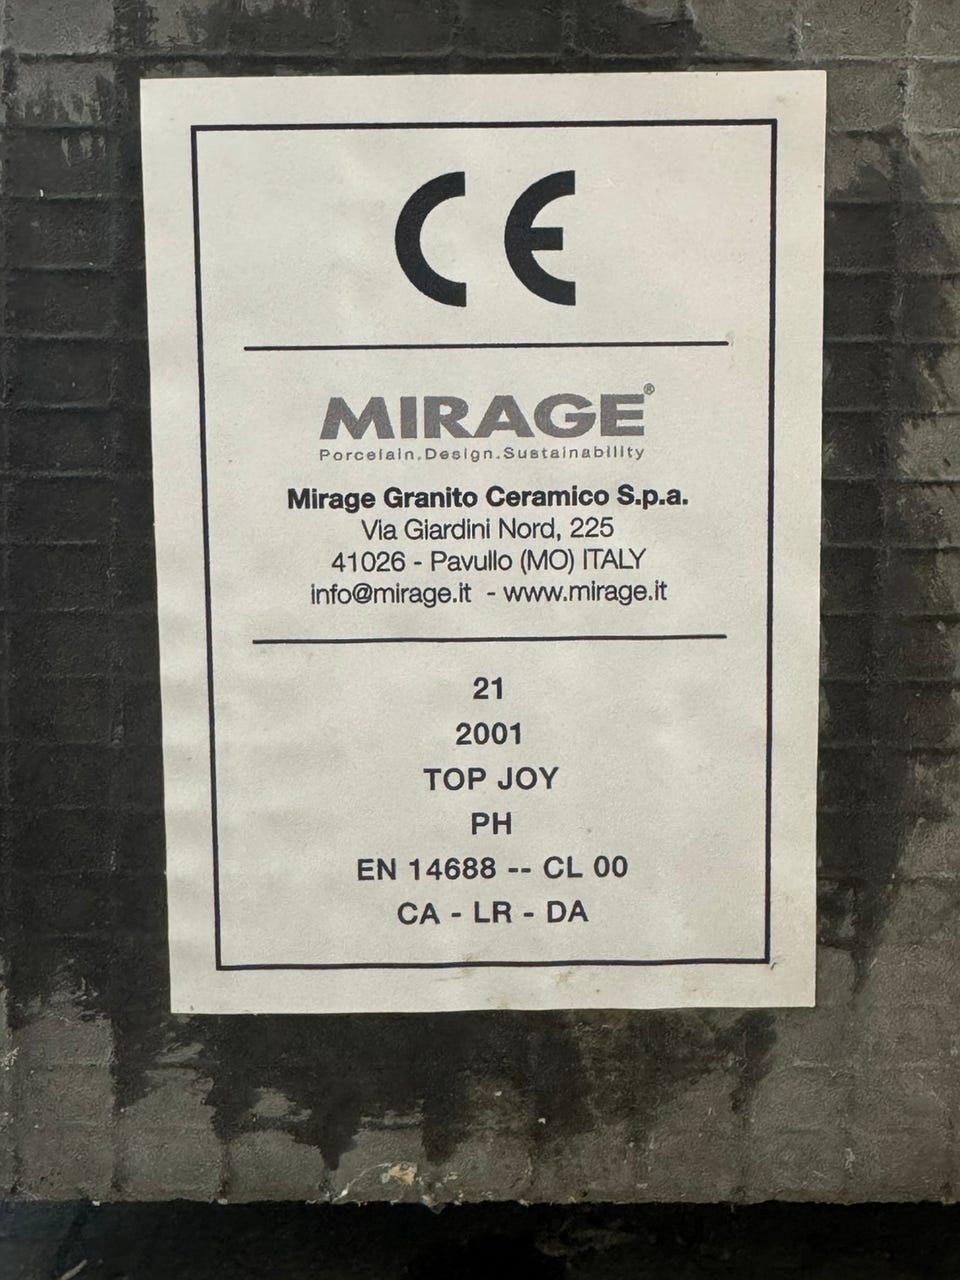 CE
MIRAGE®
Porcelain.Design.Sustainability
Mirage Granito Ceramico S.p.a.
Via Giardini Nord, 225
41026 - Pavullo (MO) ITALY
info@mirage.it - www.mirage.it
21
2001
TOP JOY
PH
EN 14688 -- CL 00
CA - LR - DA